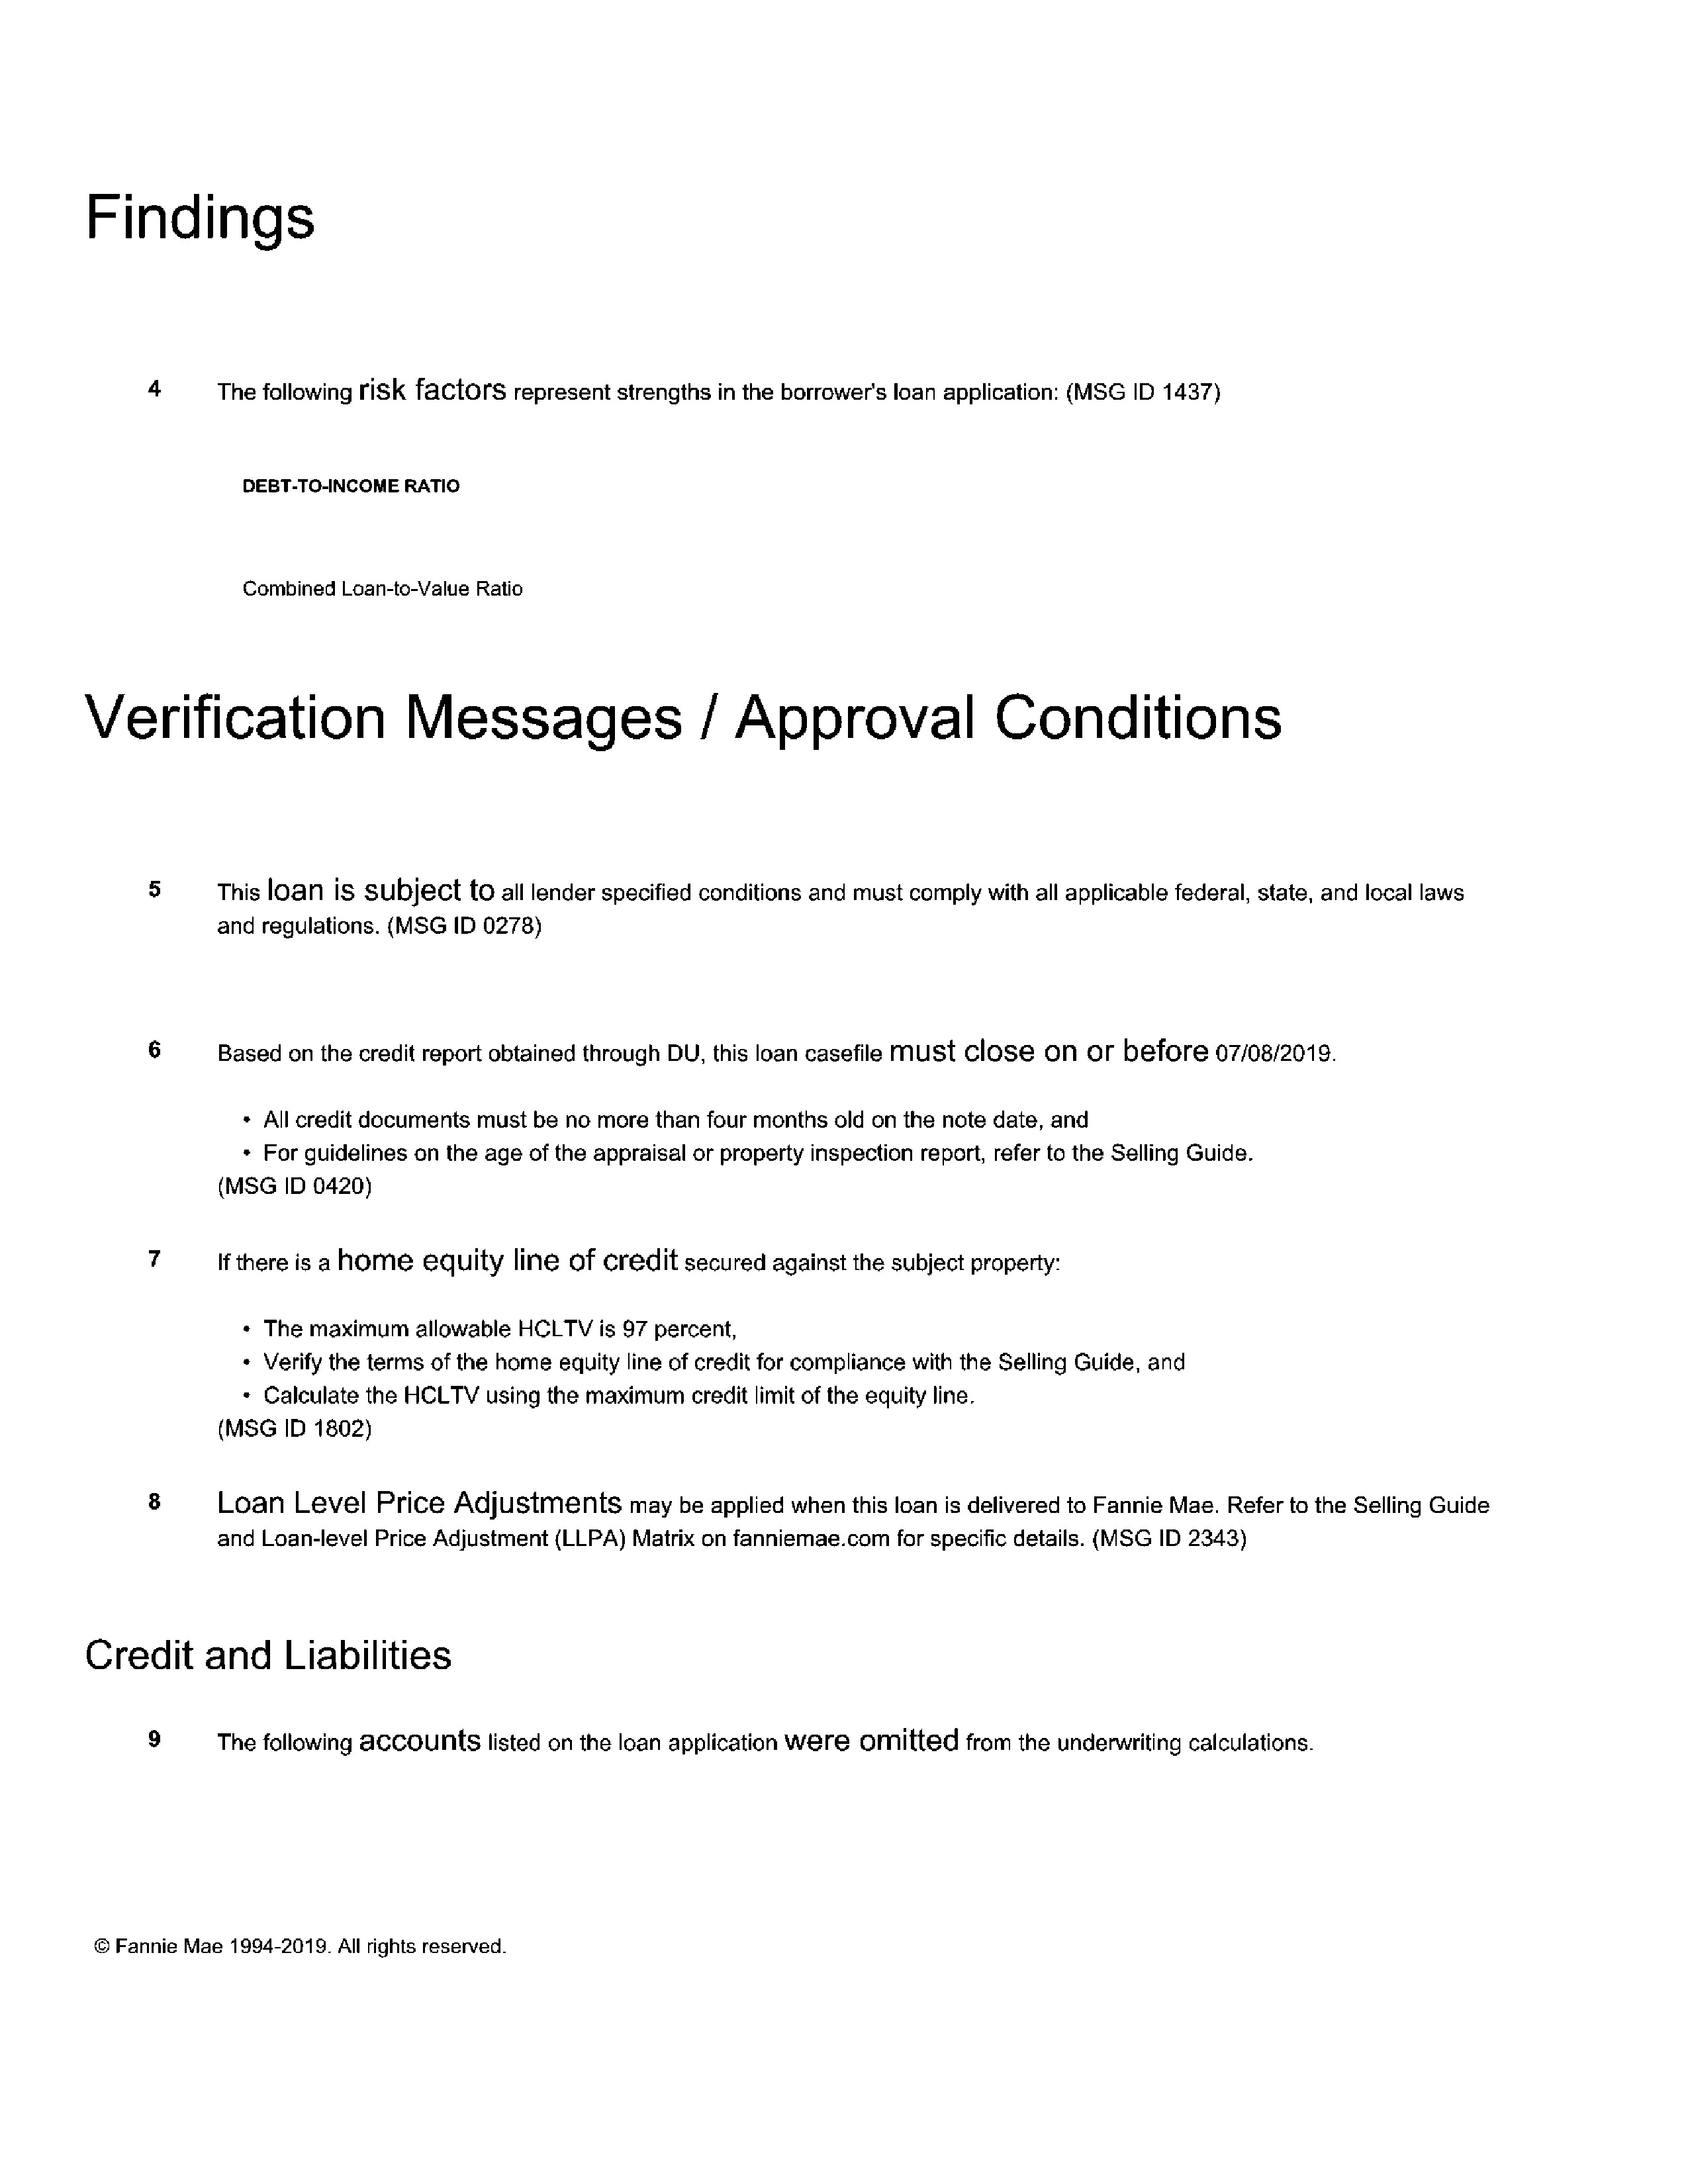 Findings
4 The following risk factors represent strengths in the borrower's loan application: (MSG ID 1437)
DEBT-TO-INCOME RATIO
Combined Loan-to-Value Ratio
Verification Messages / Approval Conditions
5 This loan is subject to all lender specified conditions and must comply with all applicable federal, state, and local laws
and regulations. (MSG ID 0278)
6 Based on the credit report obtained through DU, this loan casefile must close on or before 07/08/2019.
• All credit documents must be no more than four months old on the note date, and
• For guidelines on the age of the appraisal or property inspection report, refer to the Selling Guide.
(MSG ID 0420)
7 If there is a home equity line of credit secured against the subject property:
• The maximum allowable HCLTV is 97 percent,
• Verify the terms of the home equity line of credit for compliance with the Selling Guide, and
• Calculate the HCLTV using the maximum credit limit of the equity line.
(MSG ID 1802)
8 Loan Level Price Adjustments may be applied when this loan is delivered to Fannie Mae. Refer to the Selling Guide
and Loan-level Price Adjustment (LLPA) Matrix on fanniemae.com for specific details. (MSG ID 2343)
Credit and Liabilities
9 The following accounts listed on the loan application were omitted from the underwriting calculations.
© Fannie Mae 1994-2019. All rights reserved.